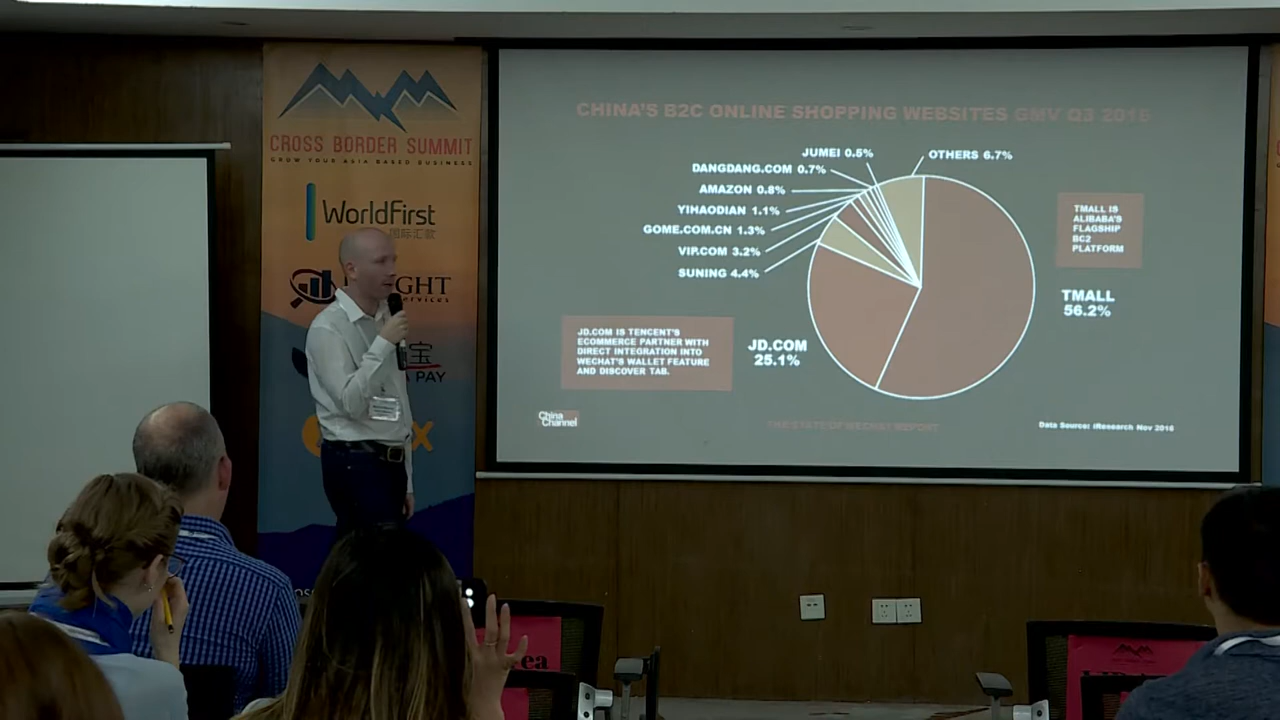 CROSS BORDER SUMMIT
GROW YOUR ASIA BASED BUSINESS
WorldFirst
国际汇款
GHT
宝
PAY
X
CHINA'S B2C ONLINE SHOPPING WEBSITES GMV Q3 2016
JUMEI 0.5%
OTHERS 6.7%
DANGDANG.COM 0.7%
AMAZON 0.8%
YIHAODIAN 1.1%
GOME.COM.CN 1.3%
VIP.COM 3.2%
SUNING 4.4%
TMALL IS
ALIBABA'S
FLAGSHIP
BC2
PLATFORM
TMALL
56.2%
JD.COM IS TENCENT'S
ECOMMERCE PARTNER WITH
DIRECT INTEGRATION INTO
WECHAT'S WALLET FEATURE
AND DISCOVER TAB.
JD.COM
25.1%
China
Channel
THE STATE OF WECHAT REPORT
Data Source: iResearch Nov 2016
ea